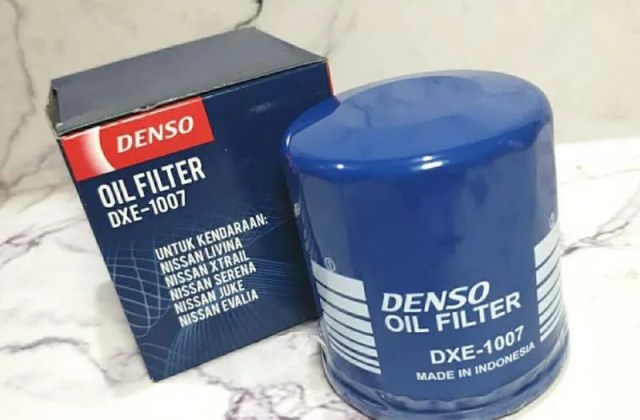 DENSO
OIL FILTER
DXE-1007
UNTUK KENDARAAN:
NISSAN LIVINA
NISSAN XTRAIL
NISSAN SERENA
NISSAN JUKE
NISSAN EVALIA
DENSO
OIL FILTER
DXE-1007
MADE IN INDONESIA